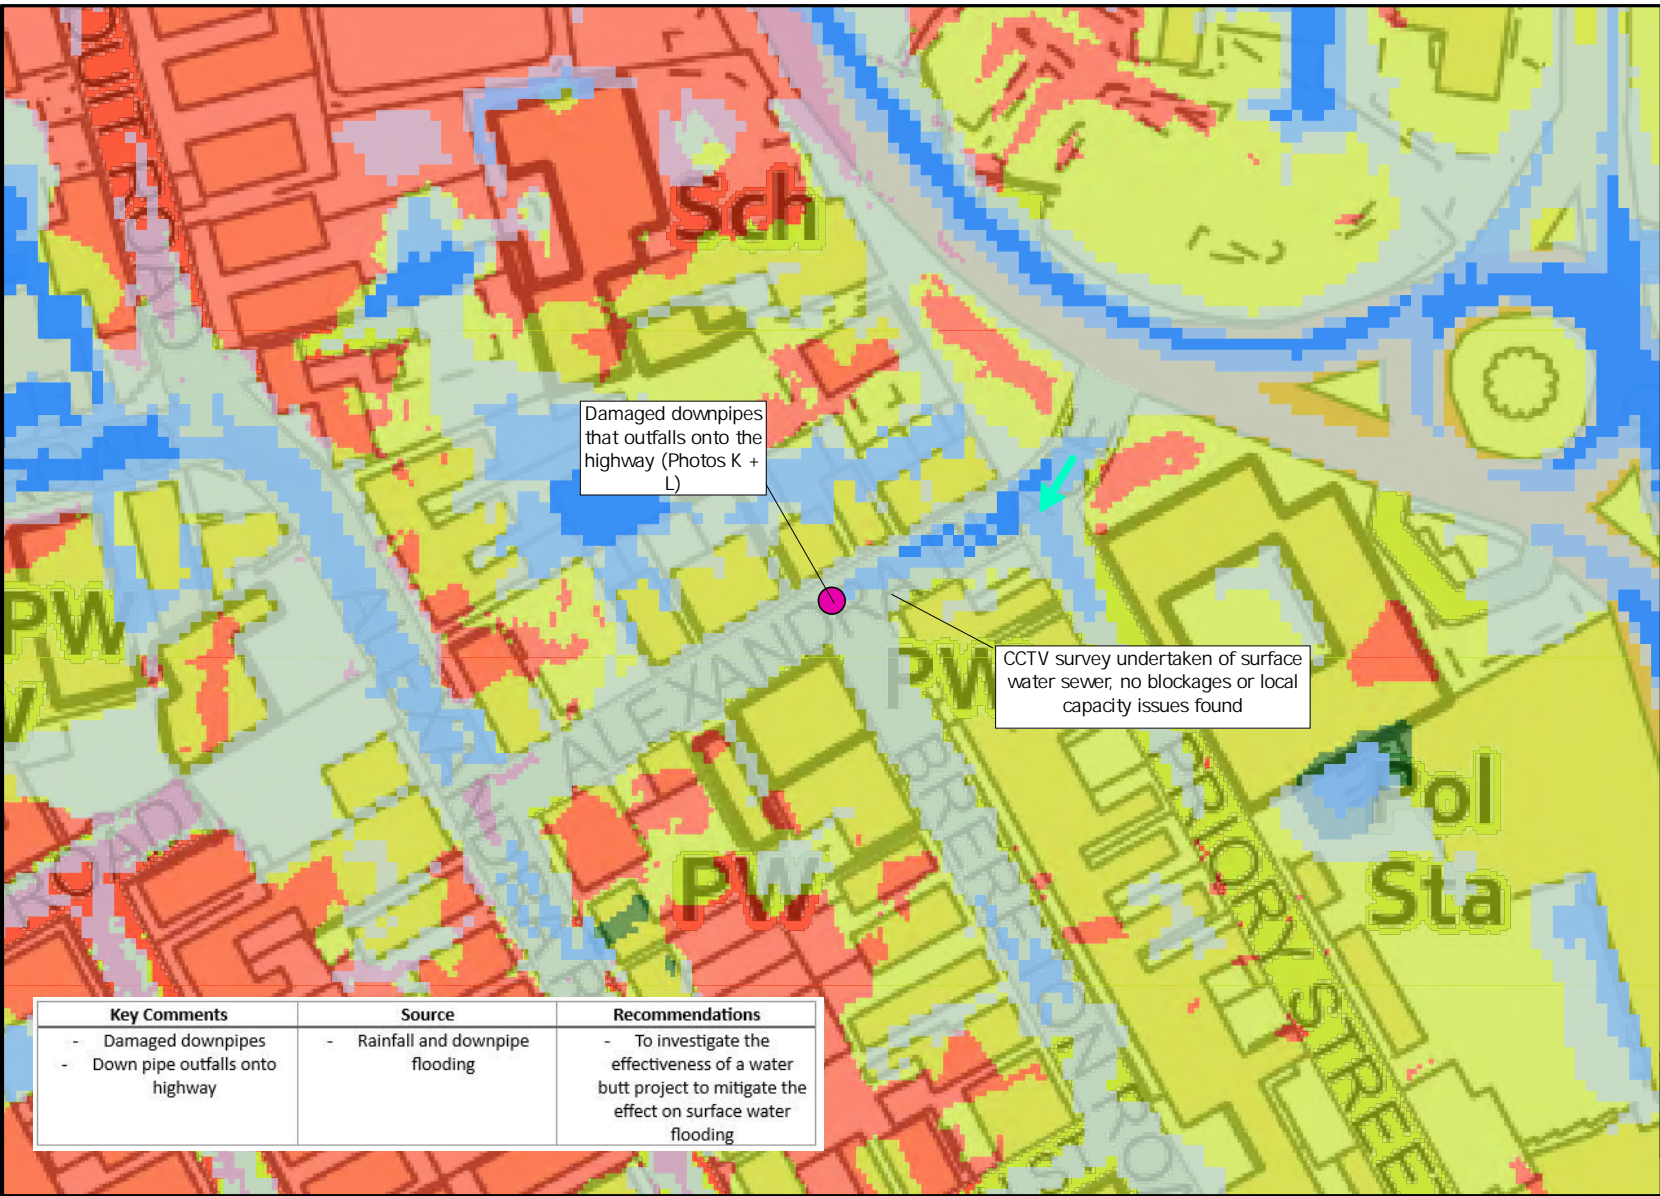 Sch
Damaged downpipes
that outfalls onto the
highway (Photos K +
L)
PW
ALEXANDRA
PW
CCTV survey undertaken of surface
water sewer, no blockages or local
capacity issues found
BRERETON
PRIORY STREET
Pol
Sta
PW
ROAD
Key Comments Source Recommendations
- Damaged downpipes
- Down pipe outfalls onto
highway
- Rainfall and downpipe
flooding
- To investigate the
effectiveness of a water
butt project to mitigate the
effect on surface water
flooding